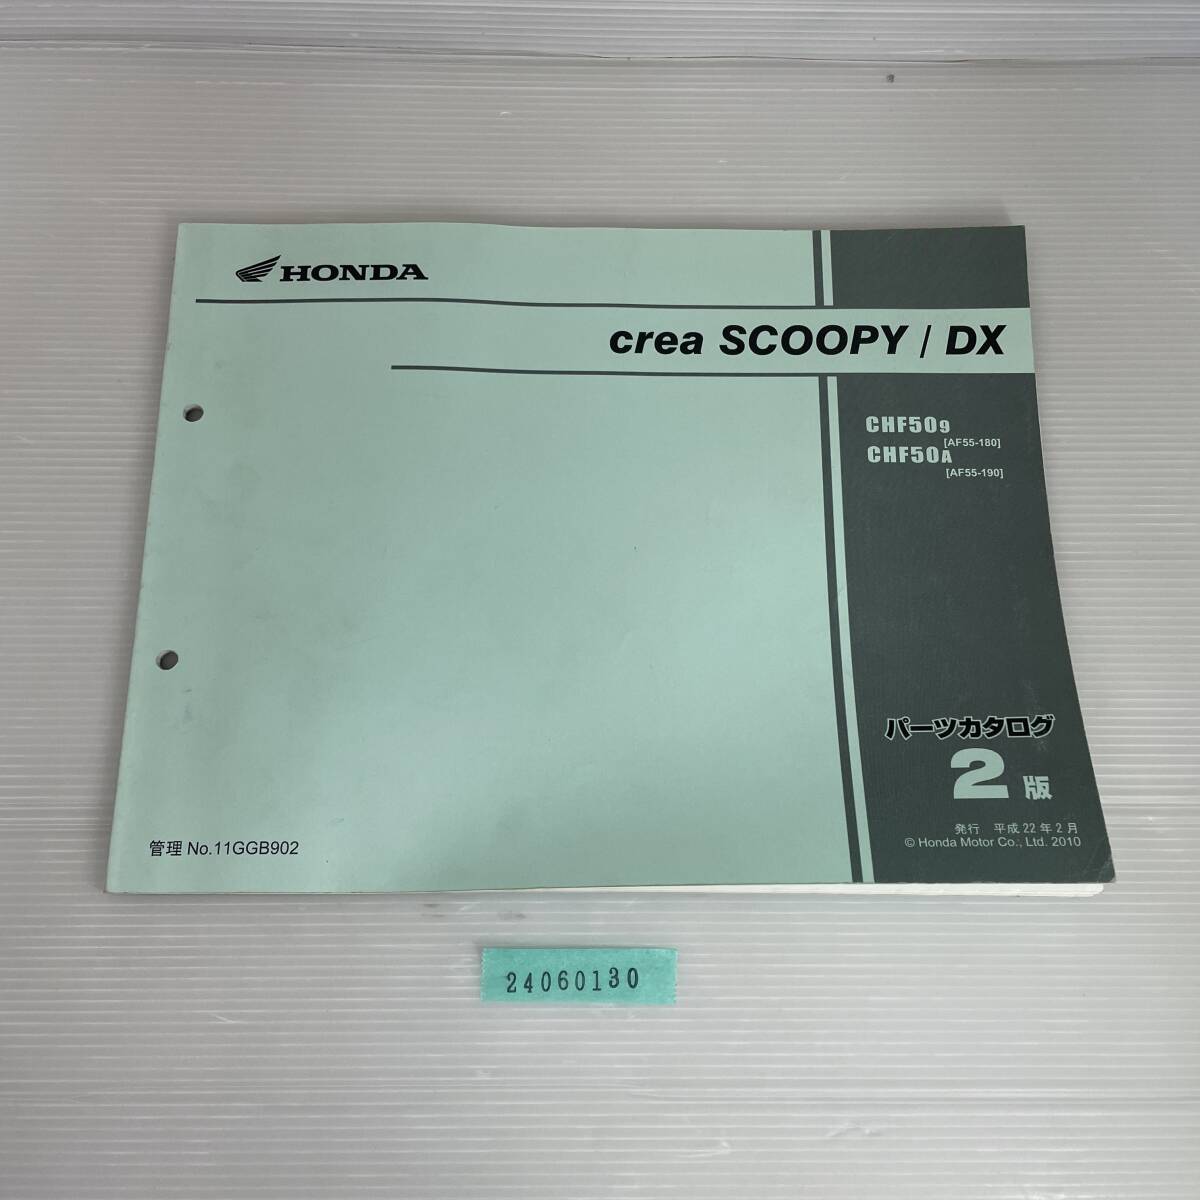 HONDA
crea SCOOPY / DX
CHF509
[AF55-180]
CHF50A
[AF55-190]
パーツカタログ
2 版
発行 平成 22 年 2 月
© Honda Motor Co., Ltd. 2010
管理 No.11GGB902
24060130